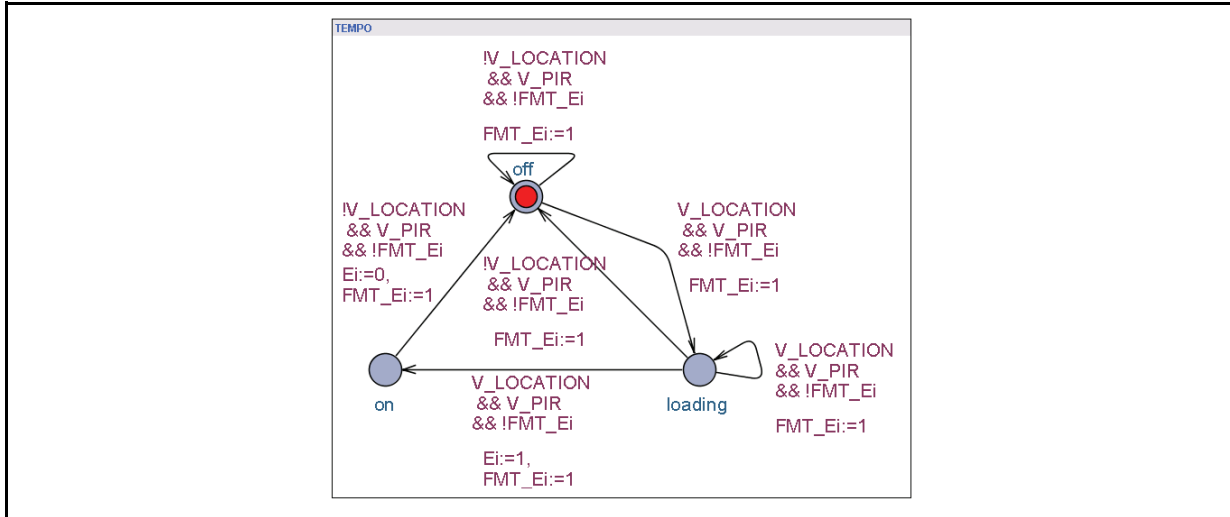 TEMPO
!V_LOCATION
&& V_PIR
&& !FMT_Ei
FMT_Ei:=1
off
!V_LOCATION
&& V_PIR
&& !FMT_Ei
Ei:=0,
FMT_Ei:=1
!V_LOCATION
&& V_PIR
&& !FMT_Ei
FMT_Ei:=1
V_LOCATION
&& V_PIR
&& !FMT_Ei
FMT_Ei:=1
V_LOCATION
&& V_PIR
&& !FMT_Ei
FMT_Ei:=1
on
V_LOCATION
&& V_PIR
&& !FMT_Ei
Ei:=1,
FMT_Ei:=1
loading